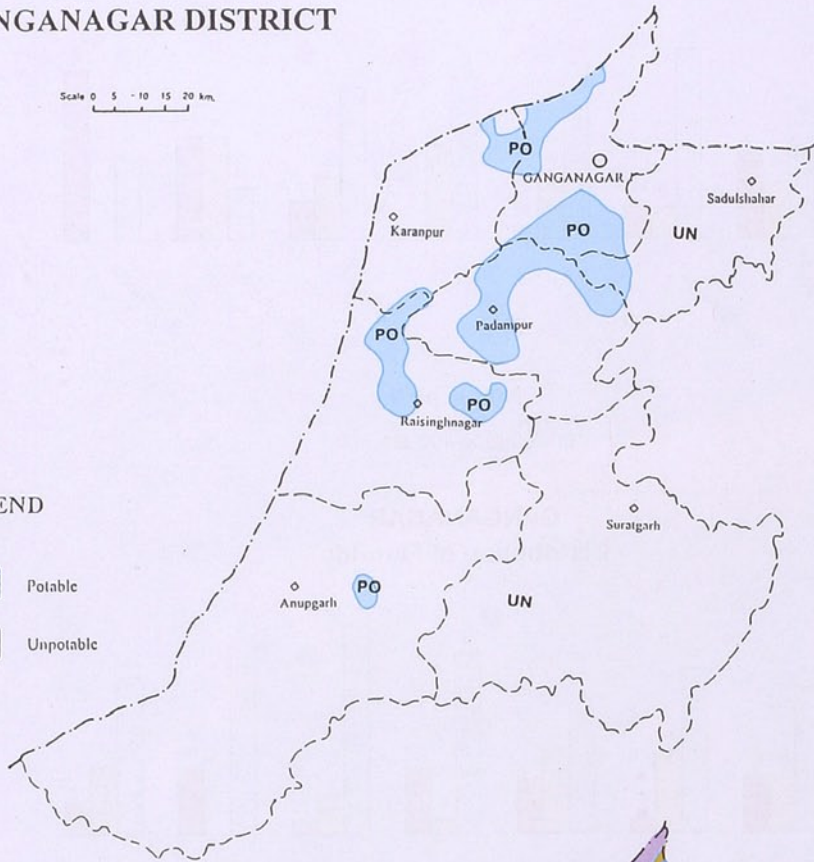 NGANAGAR DISTRICT
Scale 0 5 10 15 20 km.
PO
GANGANAGAR
Sadulshahar
PO
UN
Karanpur
PO
Padampur
PO
Raisinghnagar
END
Suratgarh
Potable
Anupgarh
PO
UN
Unpotable